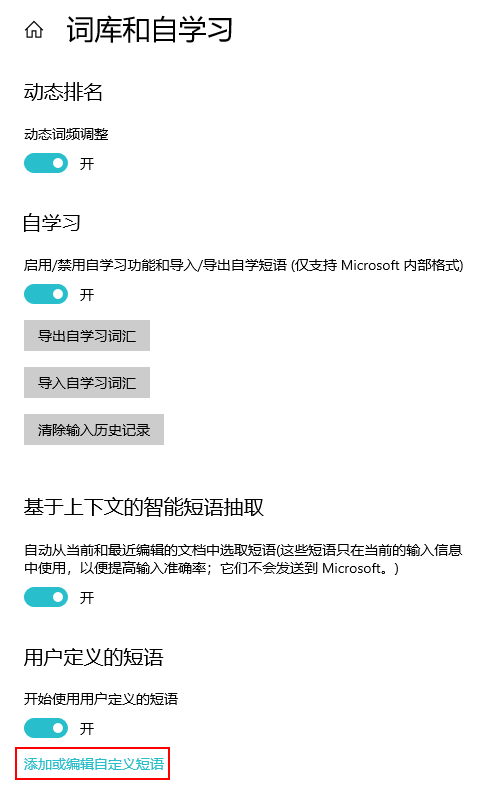 词库和自学习
动态排名
动态词频调整
开
自学习
启用/禁用自学习功能和导入/导出自学短语 (仅支持 Microsoft 内部格式)
开
导出自学习词汇
导入自学习词汇
清除输入历史记录
基于上下文的智能短语抽取
自动从当前和最近编辑的文档中选取短语(这些短语只在当前的输入信息
中使用，以便提高输入准确率；它们不会发送到 Microsoft。)
开
用户定义的短语
开始使用用户定义的短语
开
添加或编辑自定义短语